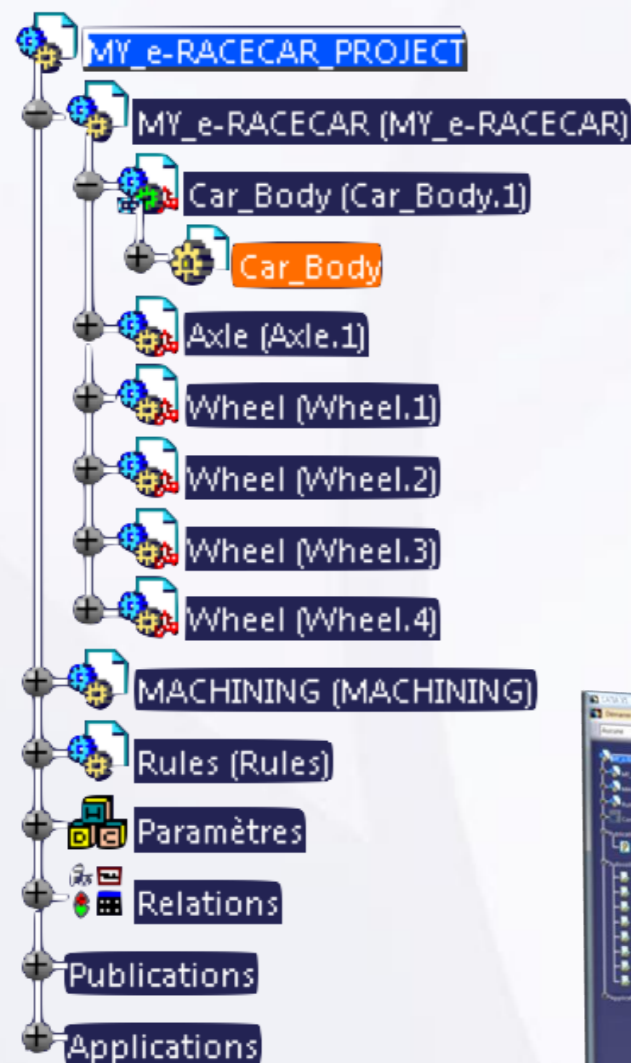 MY_e-RACECAR_PROJECT
MY_e-RACECAR (MY_e-RACECAR)
Car_Body (Car_Body.1)
Car_Body
Axle (Axle.1)
Wheel (Wheel.1)
Wheel (Wheel.2)
Wheel (Wheel.3)
Wheel (Wheel.4)
MACHINING (MACHINING)
Rules (Rules)
Paramètres
Relations
Publications
Applications